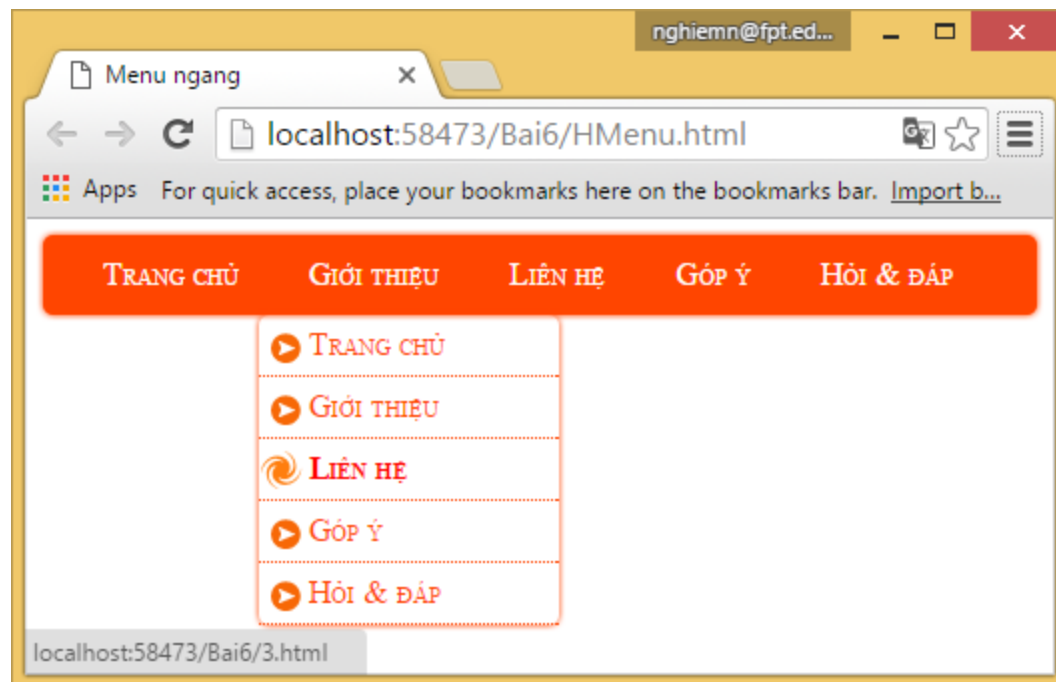 nghiemn@fpt.ed...
Menu ngang
localhost:58473/Bai6/HMenu.html
Apps For quick access, place your bookmarks here on the bookmarks bar. Import b...
Trang chủ Giới thiệu Liên hệ Góp ý Hỏi & đáp
Trang chủ
Giới thiệu
Liên hệ
Góp ý
Hỏi & đáp
localhost:58473/Bai6/3.html